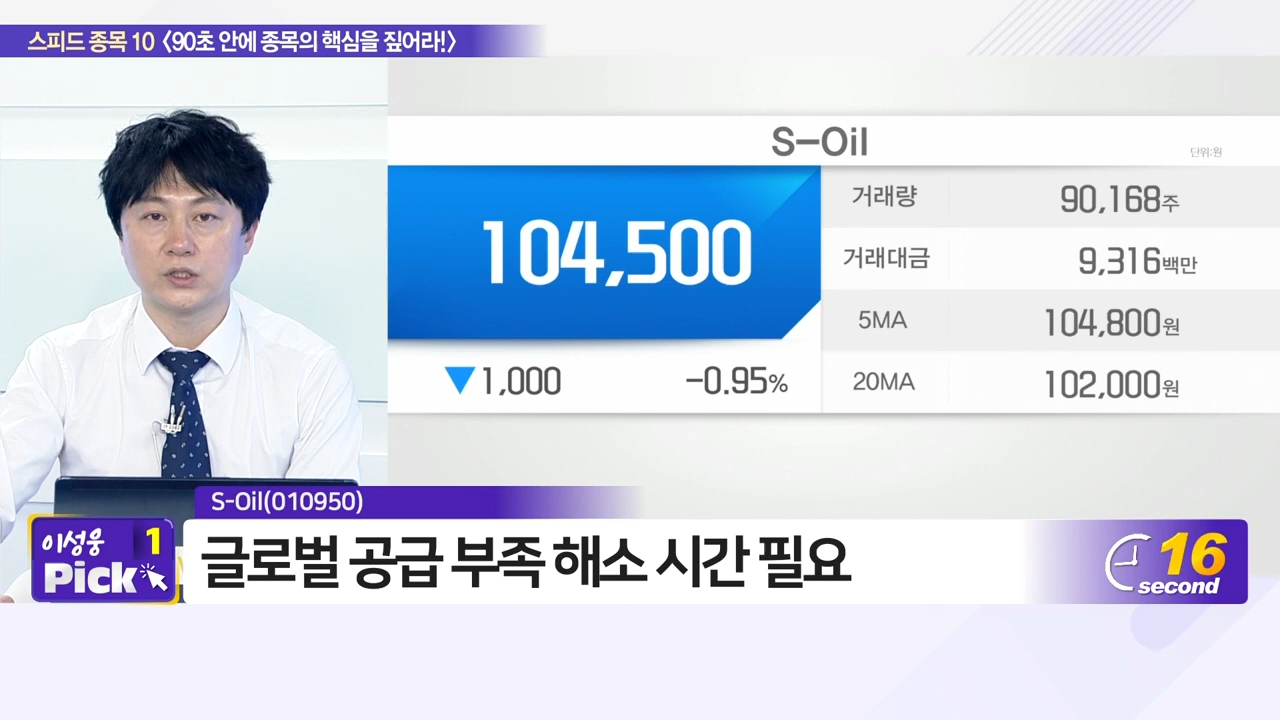 스피드 종목 10 <90초 안에 종목의 핵심을 짚어라!>
S-Oil
단위:원
104,500
▼1,000 -0.95%
거래량 90,168주
거래대금 9,316백만
5MA 104,800원
20MA 102,000원
S-Oil(010950)
이성웅 1
Pick
글로벌 공급 부족 해소 시간 필요
16
second